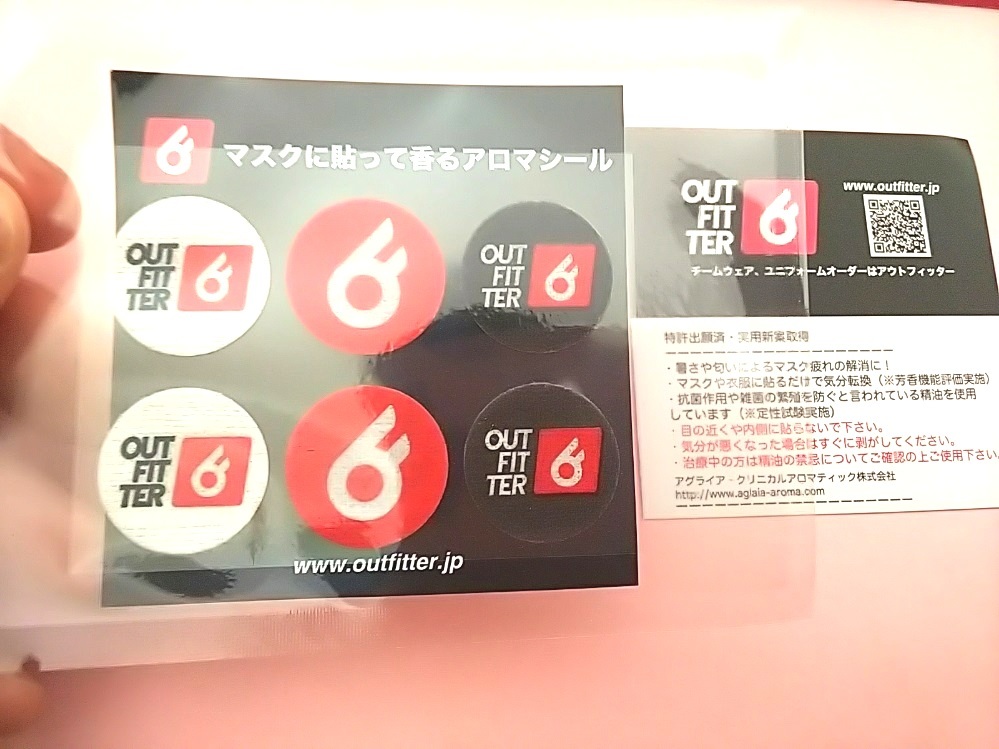 マスクに貼って香るアロマシール
OUT
FIT
TER
OUT
FIT
TER
OUT
FIT
TER
OUT
FIT
TER
www.outfitter.jp
OUT
FIT
TER
www.outfitter.jp
チームウェア、ユニフォームオーダーはアウトフィッター
特許出願済・実用新案取得
・暑さや匂いによるマスク疲れの解消に!
・マスクや衣服に貼るだけで気分転換(※芳香機能評価実施)
・抗菌作用や雑菌の繁殖を防ぐと言われている精油を使用
しています(※定性試験実施)
・目の近くや内側に貼らないで下さい。
・気分が悪くなった場合はすぐに剥がしてください。
・治療中の方は精油の禁忌についてご確認の上ご使用下さい。
アグライア・クリニカルアロマティック株式会社
http://www.aglaia-aroma.com